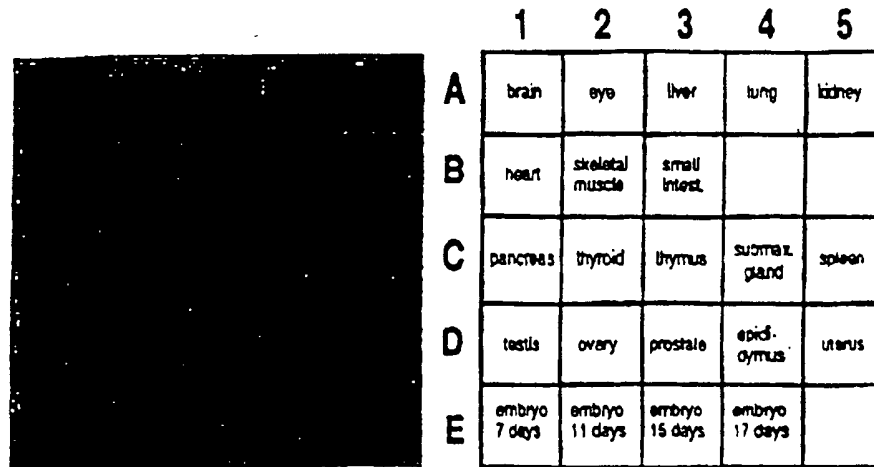 1 2 3 4 5
A brain eye liver lung kidney
B heart skeletal muscle small intest.
C pancreas thyroid thymus submax. gland spleen
D testis ovary prostate epidi-dymus uterus
E embryo 7 days embryo 11 days embryo 15 days embryo 17 days